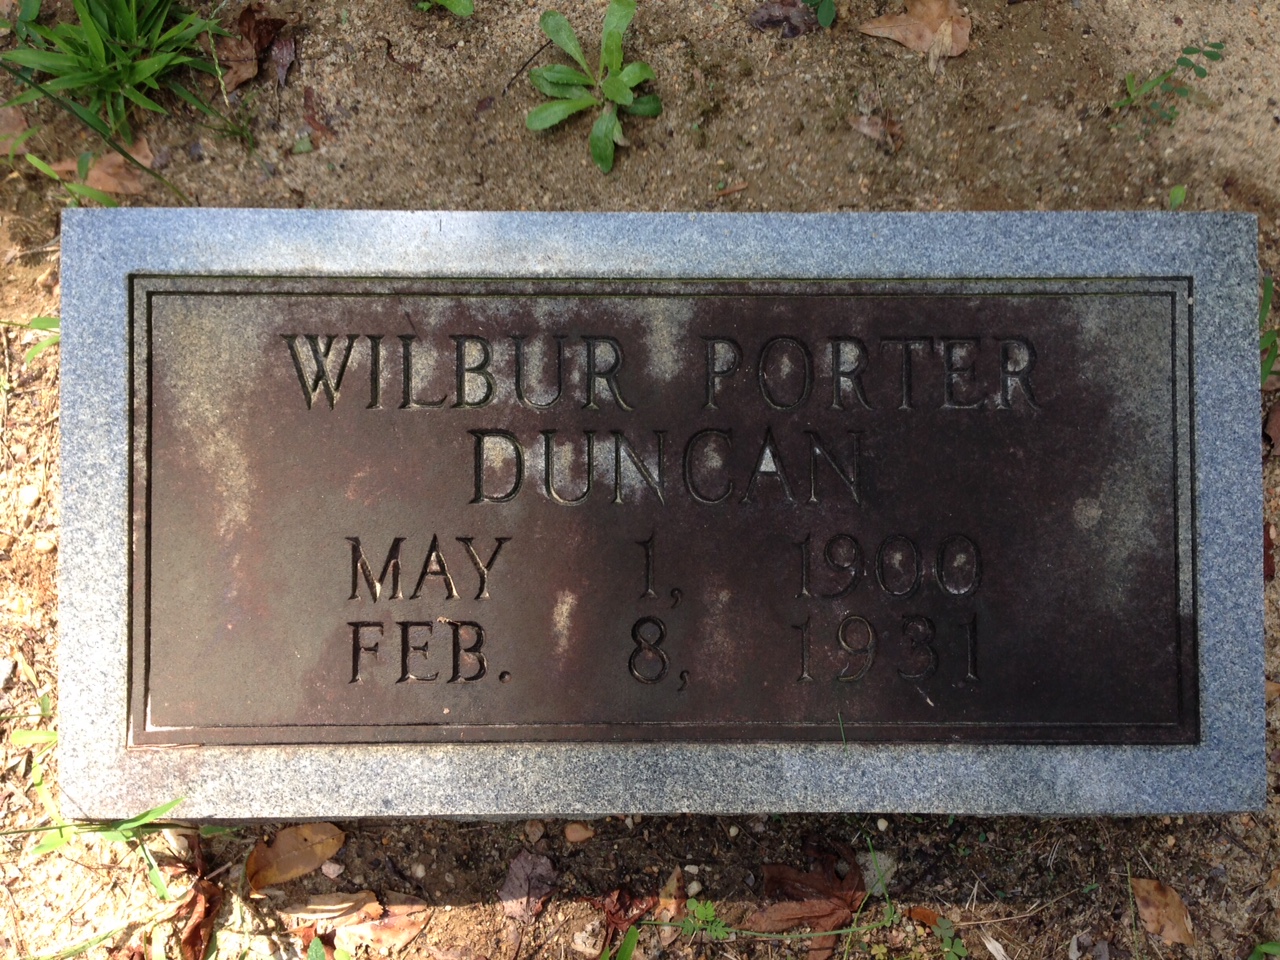 WILBUR PORTER
DUNCAN
MAY 1, 1900
FEB. 8, 1931